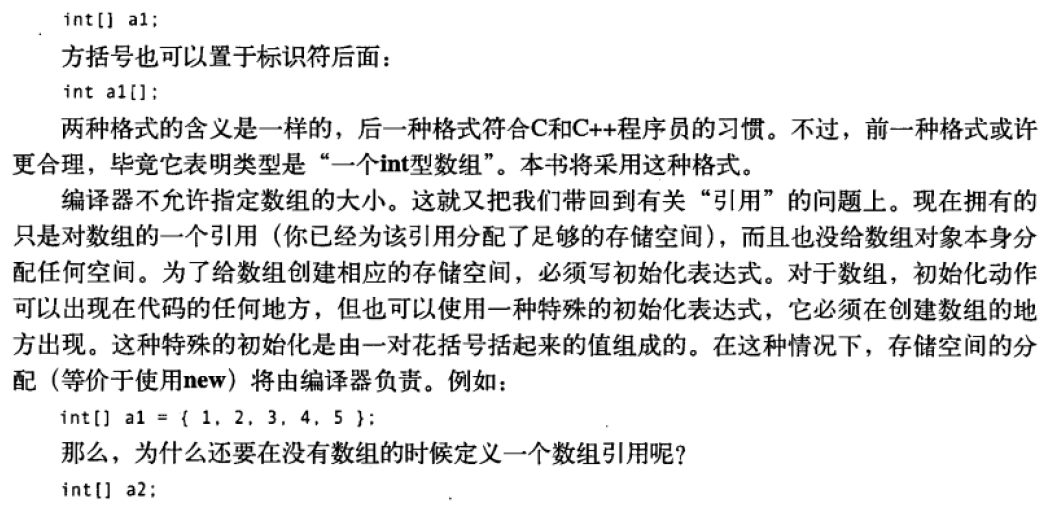 int[] a1;
方括号也可以置于标识符后面：
int a1[];
两种格式的含义是一样的，后一种格式符合C和C++程序员的习惯。不过，前一种格式或许
更合理，毕竟它表明类型是“一个int型数组”。本书将采用这种格式。
编译器不允许指定数组的大小。这就又把我们带回到有关“引用”的问题上。现在拥有的
只是对数组的一个引用（你已经为该引用分配了足够的存储空间），而且也没给数组对象本身分
配任何空间。为了给数组创建相应的存储空间，必须写初始化表达式。对于数组，初始化动作
可以出现在代码的任何地方，但也可以使用一种特殊的初始化表达式，它必须在创建数组的地
方出现。这种特殊的初始化是由一对花括号括起来的值组成的。在这种情况下，存储空间的分
配（等价于使用new）将由编译器负责。例如：
int[] a1 = { 1, 2, 3, 4, 5 };
那么，为什么还要在没有数组的时候定义一个数组引用呢？
int[] a2;